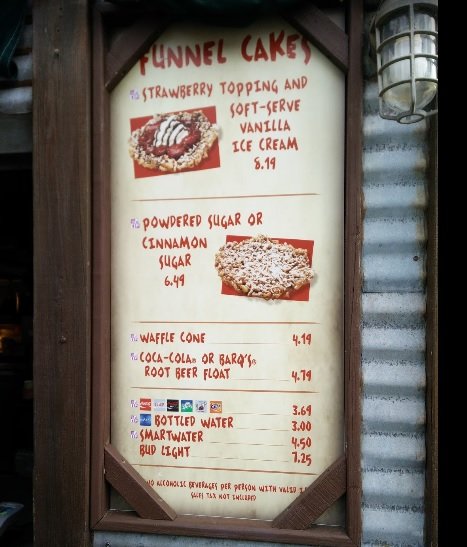 FUNNEL CAKES
STRAWBERRY TOPPING AND
SOFT-SERVE
VANILLA
ICE CREAM
8.19
POWDERED SUGAR OR
CINNAMON
SUGAR
6.49
WAFFLE CONE 4.19
COCA-COLA® OR BARQ'S®
ROOT BEER FLOAT 4.79
3.69
BOTTLED WATER 3.00
SMARTWATER 4.50
BUD LIGHT 7.25
ALCOHOLIC BEVERAGES PER PERSON WITH VALID
SALES TAX NOT INCLUDED